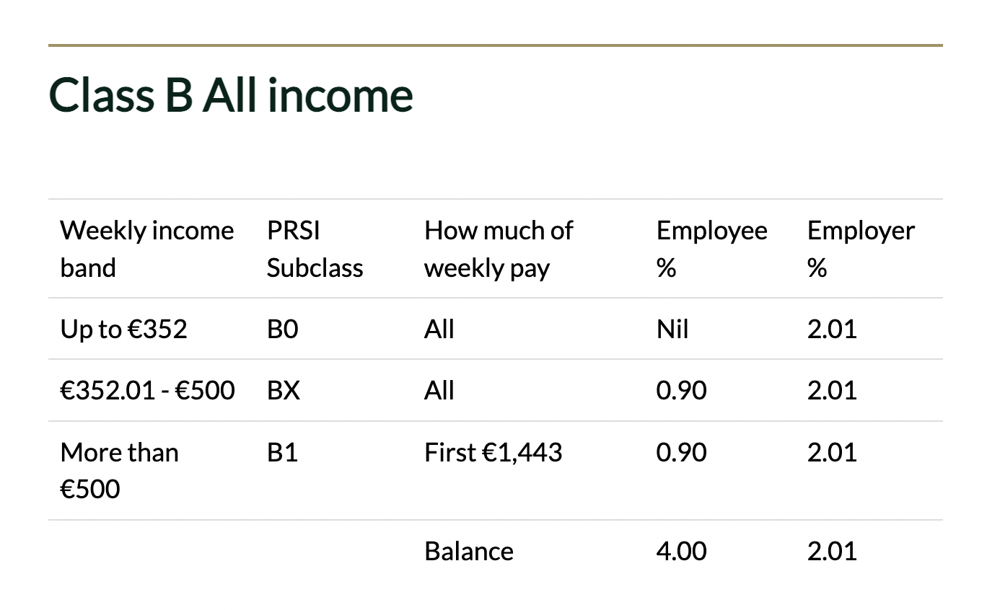 Class B All income
Weekly income band PRSI Subclass How much of weekly pay Employee % Employer %
Up to €352 B0 All Nil 2.01
€352.01 - €500 BX All 0.90 2.01
More than €500 B1 First €1,443 0.90 2.01
Balance 4.00 2.01